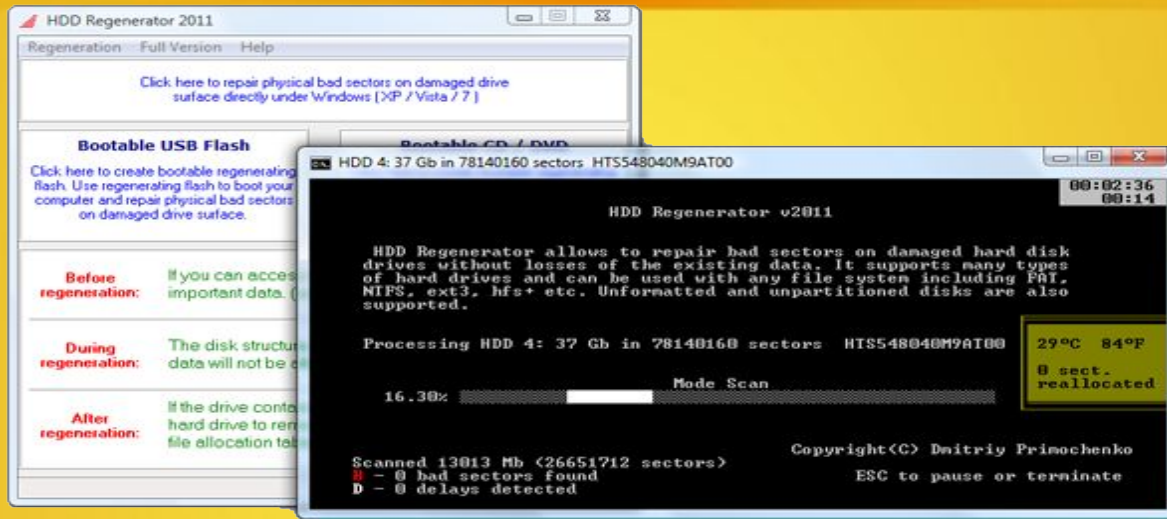 HDD Regenerator 2011
Regeneration Full Version Help
Click here to repair physical bad sectors on damaged drive
surface directly under Windows (XP / Vista / 7 )
Bootable USB Flash
Bootable CD / DVD
Click here to create bootable regenerating
flash. Use regenerating flash to boot your
computer and repair physical bad sectors
on damaged drive surface.
Before
regeneration:
If you can acces
important data. (
During
regeneration:
The disk structu
data will not be
After
regeneration:
If the drive conta
hard drive to
file allocation
HDD 4: 37 Gb in 78140160 sectors HTS548040M9AT00
00:02:36
00:14
HDD Regenerator v2011
HDD Regenerator allows to repair bad sectors on damaged hard disk
drives without losses of the existing data. It supports many types
of hard drives and can be used with any file system including FAT,
NTFS, ext3, hfs+ etc. Unformatted and unpartitioned disks are also
supported.
Processing HDD 4: 37 Gb in 78140160 sectors HTS548040M9AT00
29ºC 84ºF
0 sect.
reallocated
Mode Scan
16.30%
Copyright(C) Dmitriy Primochenko
Scanned 13013 Mb (26651712 sectors)
B - 0 bad sectors found
ESC to pause or terminate
D - 0 delays detected